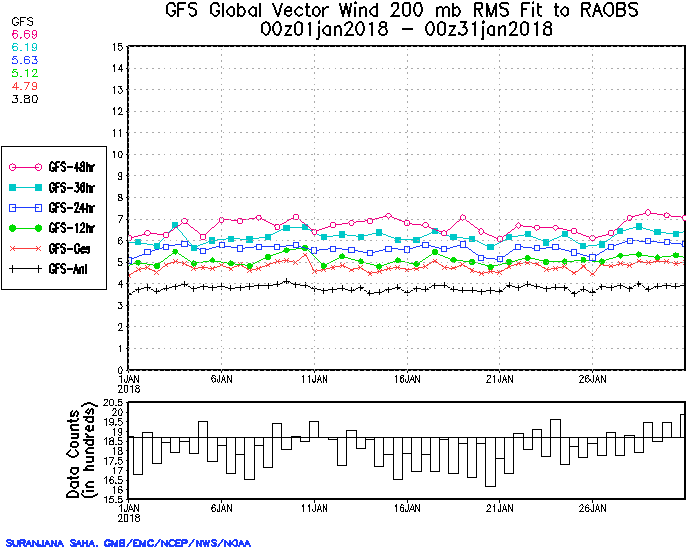 GFS Global Vector Wind 200 mb RMS Fit to RAOBS
00z01jan2018 – 00z31jan2018
GFS
6.69
6.19
5.63
5.12
4.79
3.80
GFS-48hr
GFS-36hr
GFS-24hr
GFS-12hr
GFS-Ges
GFS-Anl
15
14
13
12
11
10
9
8
7
6
5
4
3
2
1
0
1JAN 6JAN 11JAN 16JAN 21JAN 26JAN
2018
Data Counts
(in hundreds)
20.5
20
19.5
19
18.5
18
17.5
17
16.5
16
15.5
1JAN 6JAN 11JAN 16JAN 21JAN 26JAN
2018
SURANJANA SAHA, GMB/EMC/NCEP/NWS/NOAA